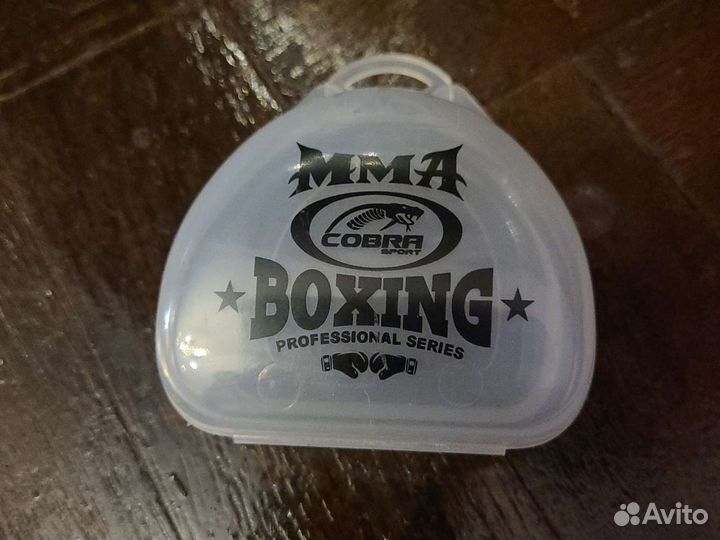 MMA
COBRA
SPORT
BOXING
PROFESSIONAL SERIES
Avito